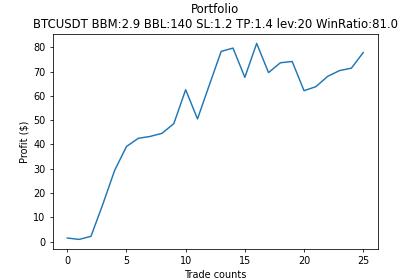 Portfolio
BTCUSDT BBM:2.9 BBL:140 SL:1.2 TP:1.4 lev:20 WinRatio:81.0
80
70
60
50
40
30
20
10
0
Profit ($)
0 5 10 15 20 25
Trade counts